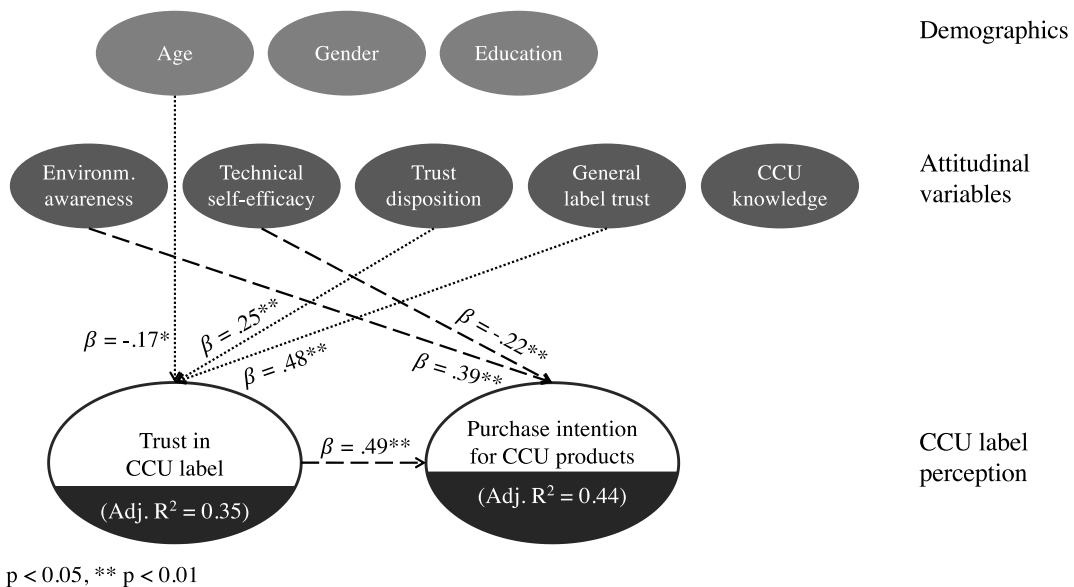 Age
Gender
Education
Demographics
Environm.
awareness
Technical
self-efficacy
Trust
disposition
General
label trust
CCU
knowledge
Attitudinal
variables
β = -.17*
β = .25**
β = .48**
β = .39**
β = -.22**
Trust in
CCU label
(Adj. R² = 0.35)
β = .49**
Purchase intention
for CCU products
(Adj. R² = 0.44)
CCU label
perception
p < 0.05, ** p < 0.01